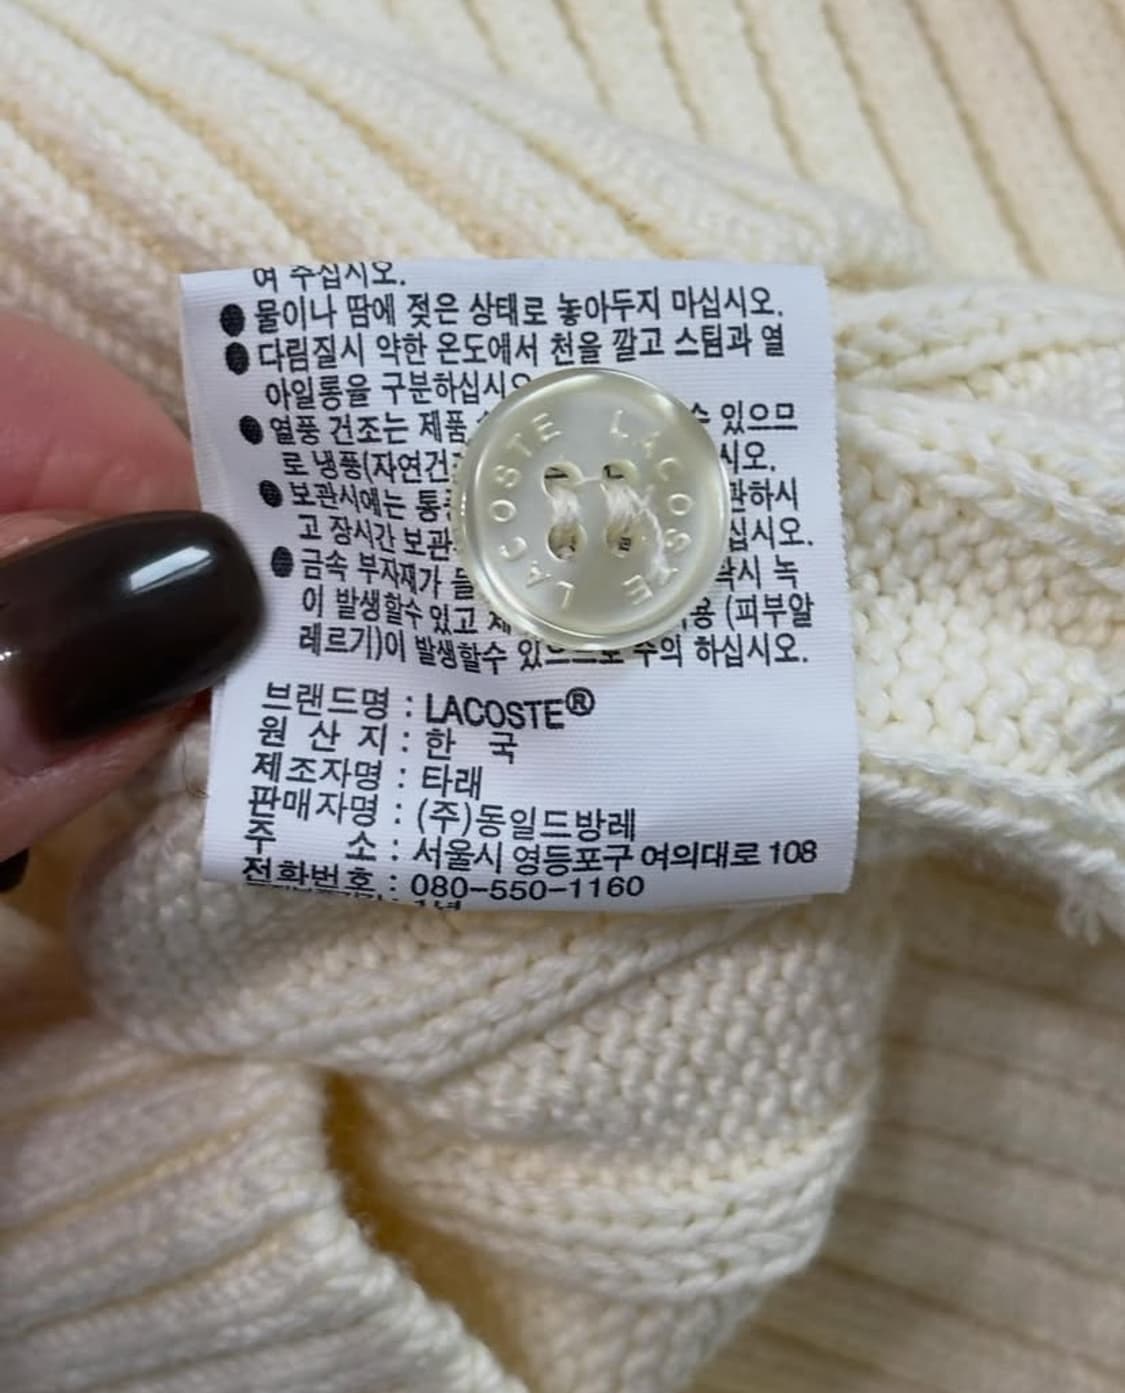 여 주십시오.
● 물이나 땀에 젖은 상태로 놓아두지 마십시오.
● 다림질시 약한 온도에서 천을 깔고 스팀과 열
아일롱을 구분하십시오
● 열풍 건조는 제품 수 있으므
로 냉풍(자연건 시오.
● 보관시에는 통풍 관하시
고 장시간 보관 십시오.
● 금속 부자재가 들 착시 녹
이 발생할수 있고 용 (피부알
레르기)이 발생할수 있으므로 주의 하십시오.
브랜드명 : LACOSTE®
원 산 지 : 한 국
제조자명 : 타래
판매자명 : (주)동일드방레
주 소 : 서울시 영등포구 여의대로 108
전화번호 : 080-550-1160
: 1년
LACOSTE LACOSTE